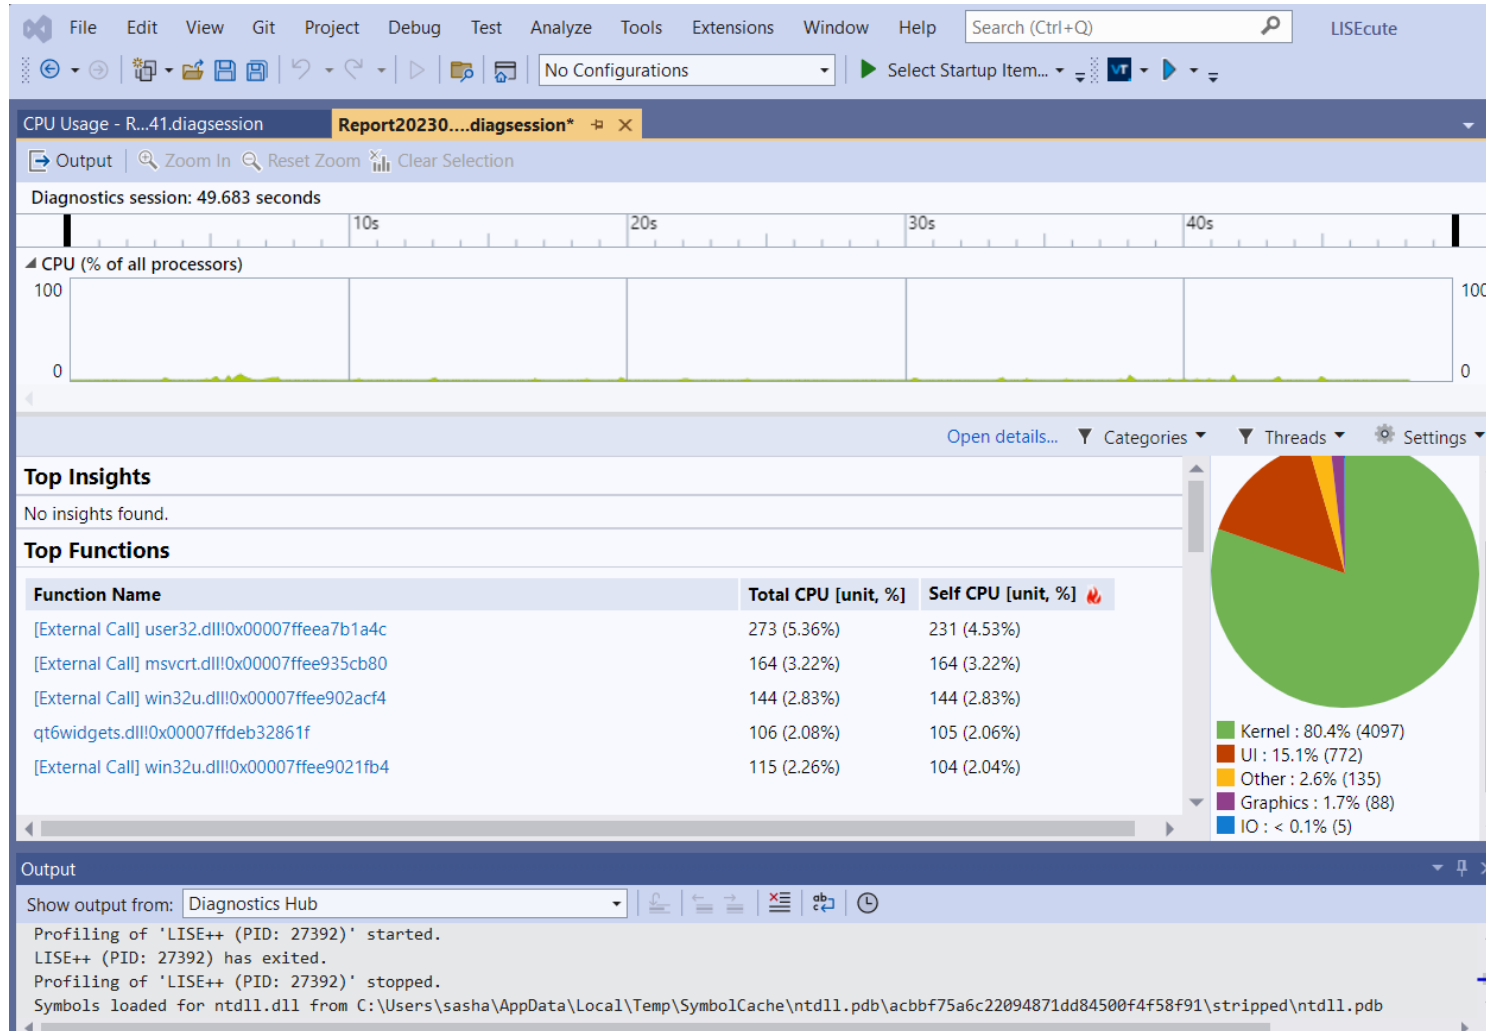 File Edit View Git Project Debug Test Analyze Tools Extensions Window Help Search (Ctrl+Q) LISEcute
No Configurations Select Startup Item...
CPU Usage - R...41.diagsession Report20230....diagsession*
Output Zoom In Reset Zoom Clear Selection
Diagnostics session: 49.683 seconds
10s 20s 30s 40s
CPU (% of all processors)
100 100
0 0
Open details... Categories Threads Settings
Top Insights
No insights found.
Top Functions
Function Name Total CPU [unit, %] Self CPU [unit, %]
[External Call] user32.dll!0x00007ffeea7b1a4c 273 (5.36%) 231 (4.53%)
[External Call] msvcrt.dll!0x00007ffee935cb80 164 (3.22%) 164 (3.22%)
[External Call] win32u.dll!0x00007ffee902acf4 144 (2.83%) 144 (2.83%)
qt6widgets.dll!0x00007ffdeb32861f 106 (2.08%) 105 (2.06%)
[External Call] win32u.dll!0x00007ffee9021fb4 115 (2.26%) 104 (2.04%)
Kernel : 80.4% (4097)
UI : 15.1% (772)
Other : 2.6% (135)
Graphics : 1.7% (88)
IO : < 0.1% (5)
Output
Show output from: Diagnostics Hub
Profiling of 'LISE++ (PID: 27392)' started.
LISE++ (PID: 27392) has exited.
Profiling of 'LISE++ (PID: 27392)' stopped.
Symbols loaded for ntdll.dll from C:\Users\sasha\AppData\Local\Temp\SymbolCache\ntdll.pdb\acbbf75a6c22094871dd84500f4f58f91\stripped\ntdll.pdb